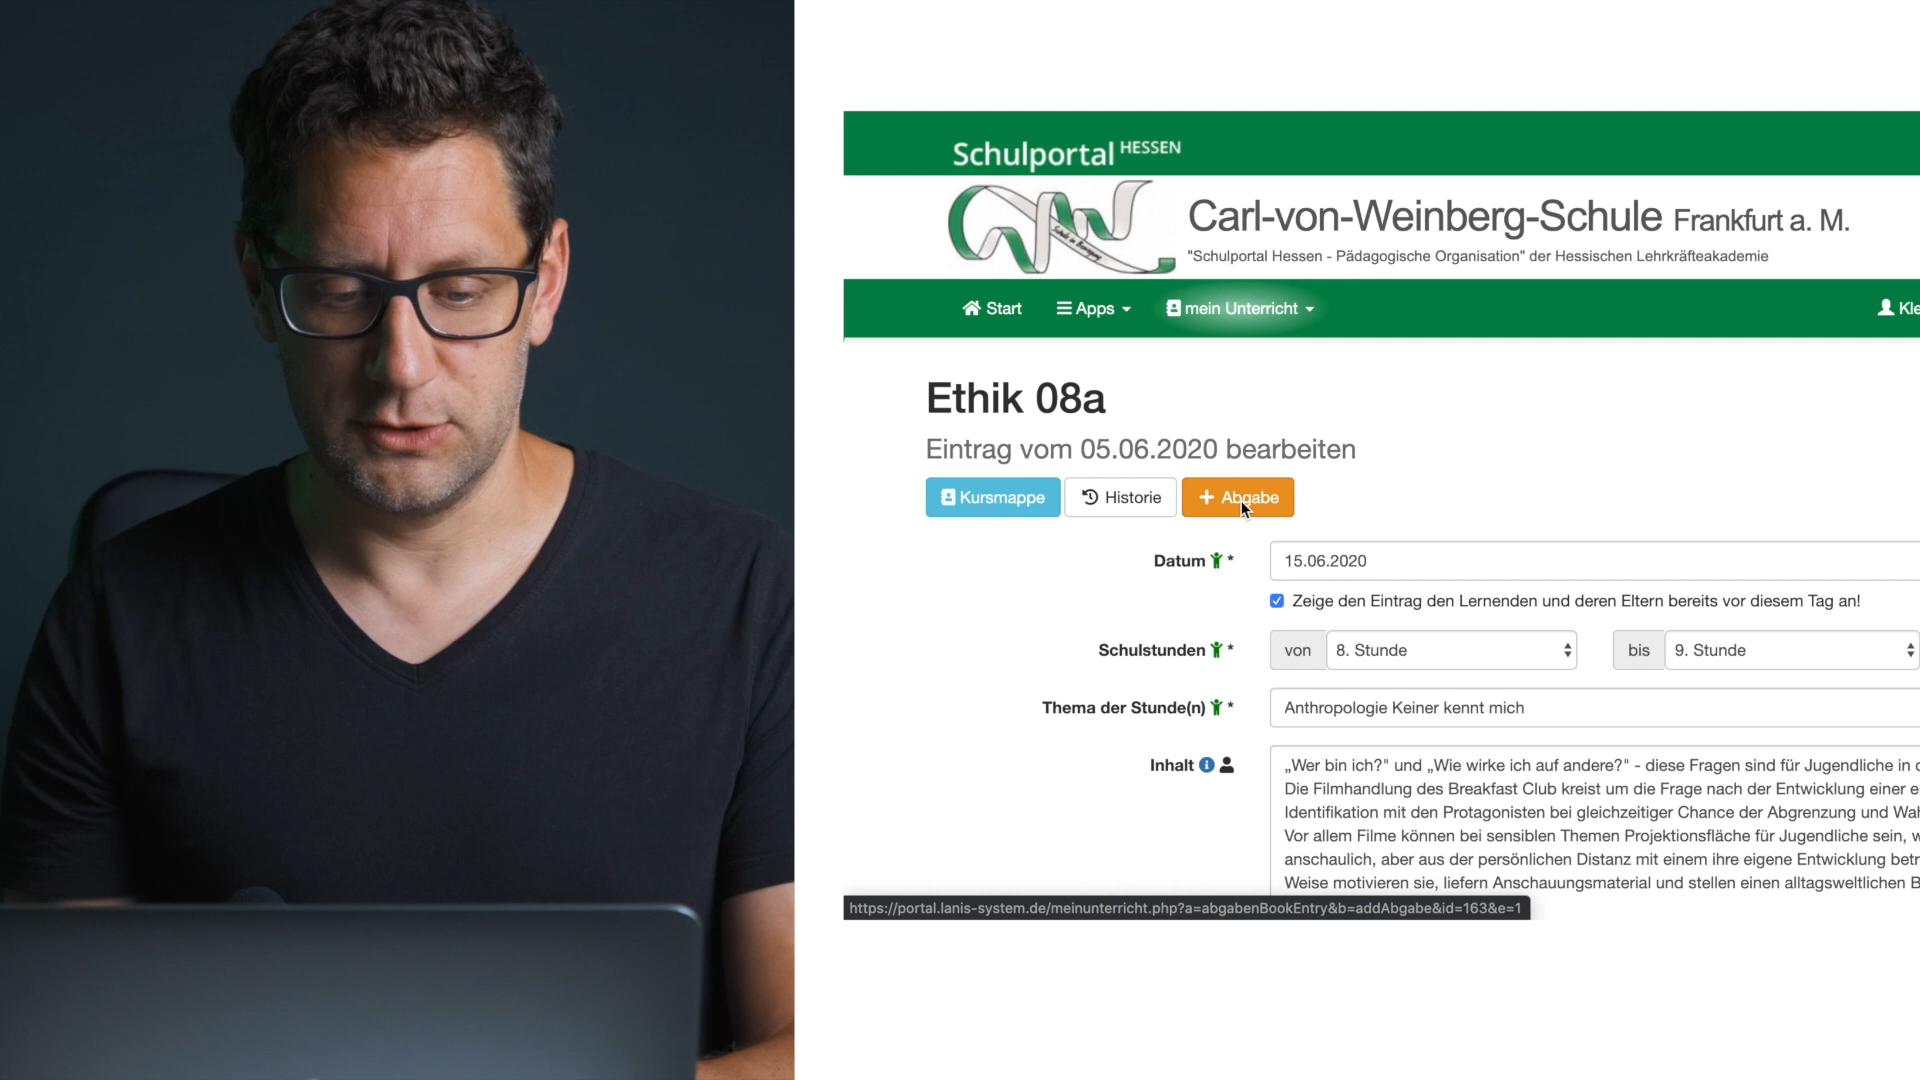 Schulportal HESSEN
Carl-von-Weinberg-Schule Frankfurt a. M.
"Schulportal Hessen - Pädagogische Organisation" der Hessischen Lehrkräfteakademie
Start Apps mein Unterricht
Ethik 08a
Eintrag vom 05.06.2020 bearbeiten
Kursmappe Historie + Abgabe
Datum * 15.06.2020
Zeige den Eintrag den Lernenden und deren Eltern bereits vor diesem Tag an!
Schulstunden * von 8. Stunde bis 9. Stunde
Thema der Stunde(n) * Anthropologie Keiner kennt mich
Inhalt „Wer bin ich?" und „Wie wirke ich auf andere?" - diese Fragen sind für Jugendliche in
Die Filmhandlung des Breakfast Club kreist um die Frage nach der Entwicklung einer
Identifikation mit den Protagonisten bei gleichzeitiger Chance der Abgrenzung und
Vor allem Filme können bei sensiblen Themen Projektionsfläche für Jugendliche sein,
anschaulich, aber aus der persönlichen Distanz mit einem ihre eigene Entwicklung
Weise motivieren sie, liefern Anschauungsmaterial und stellen einen alltagsweltlichen
https://portal.lanis-system.de/meinunterricht.php?a=abgabenBookEntry&b=addAbgabe&id=163&e=1